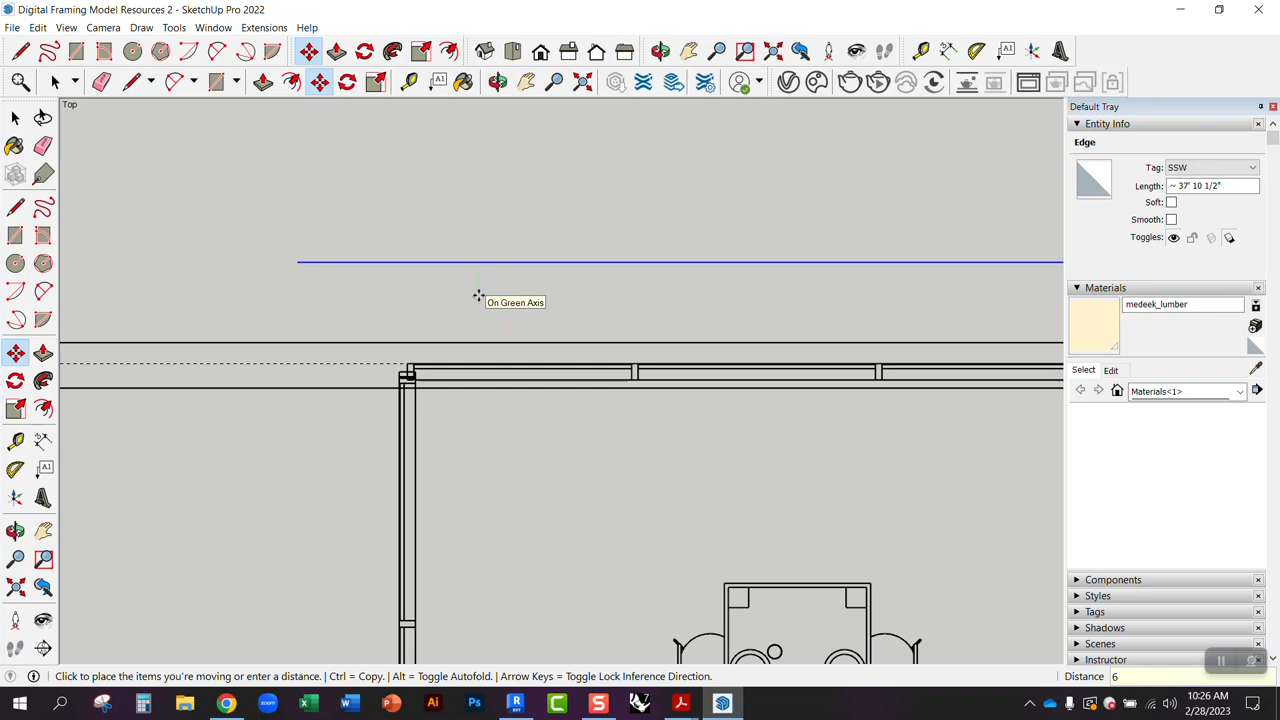 Digital Framing Model Resources 2 - SketchUp Pro 2022
File Edit View Camera Draw Tools Window Extensions Help
Top
Default Tray
Entity Info
Edge
Tag: SSW
Length: ~ 37' 10 1/2"
Soft:
Smooth:
Toggles:
Materials
medeek_lumber
Select Edit
Materials<1>
On Green Axis
Components
Styles
Tags
Shadows
Scenes
Instructor
Click to place the items you're moving or enter a distance. | Ctrl = Copy. | Alt = Toggle Autofold. | Arrow Keys = Toggle Lock Inference Direction.
Distance 6
10:26 AM
2/28/2023